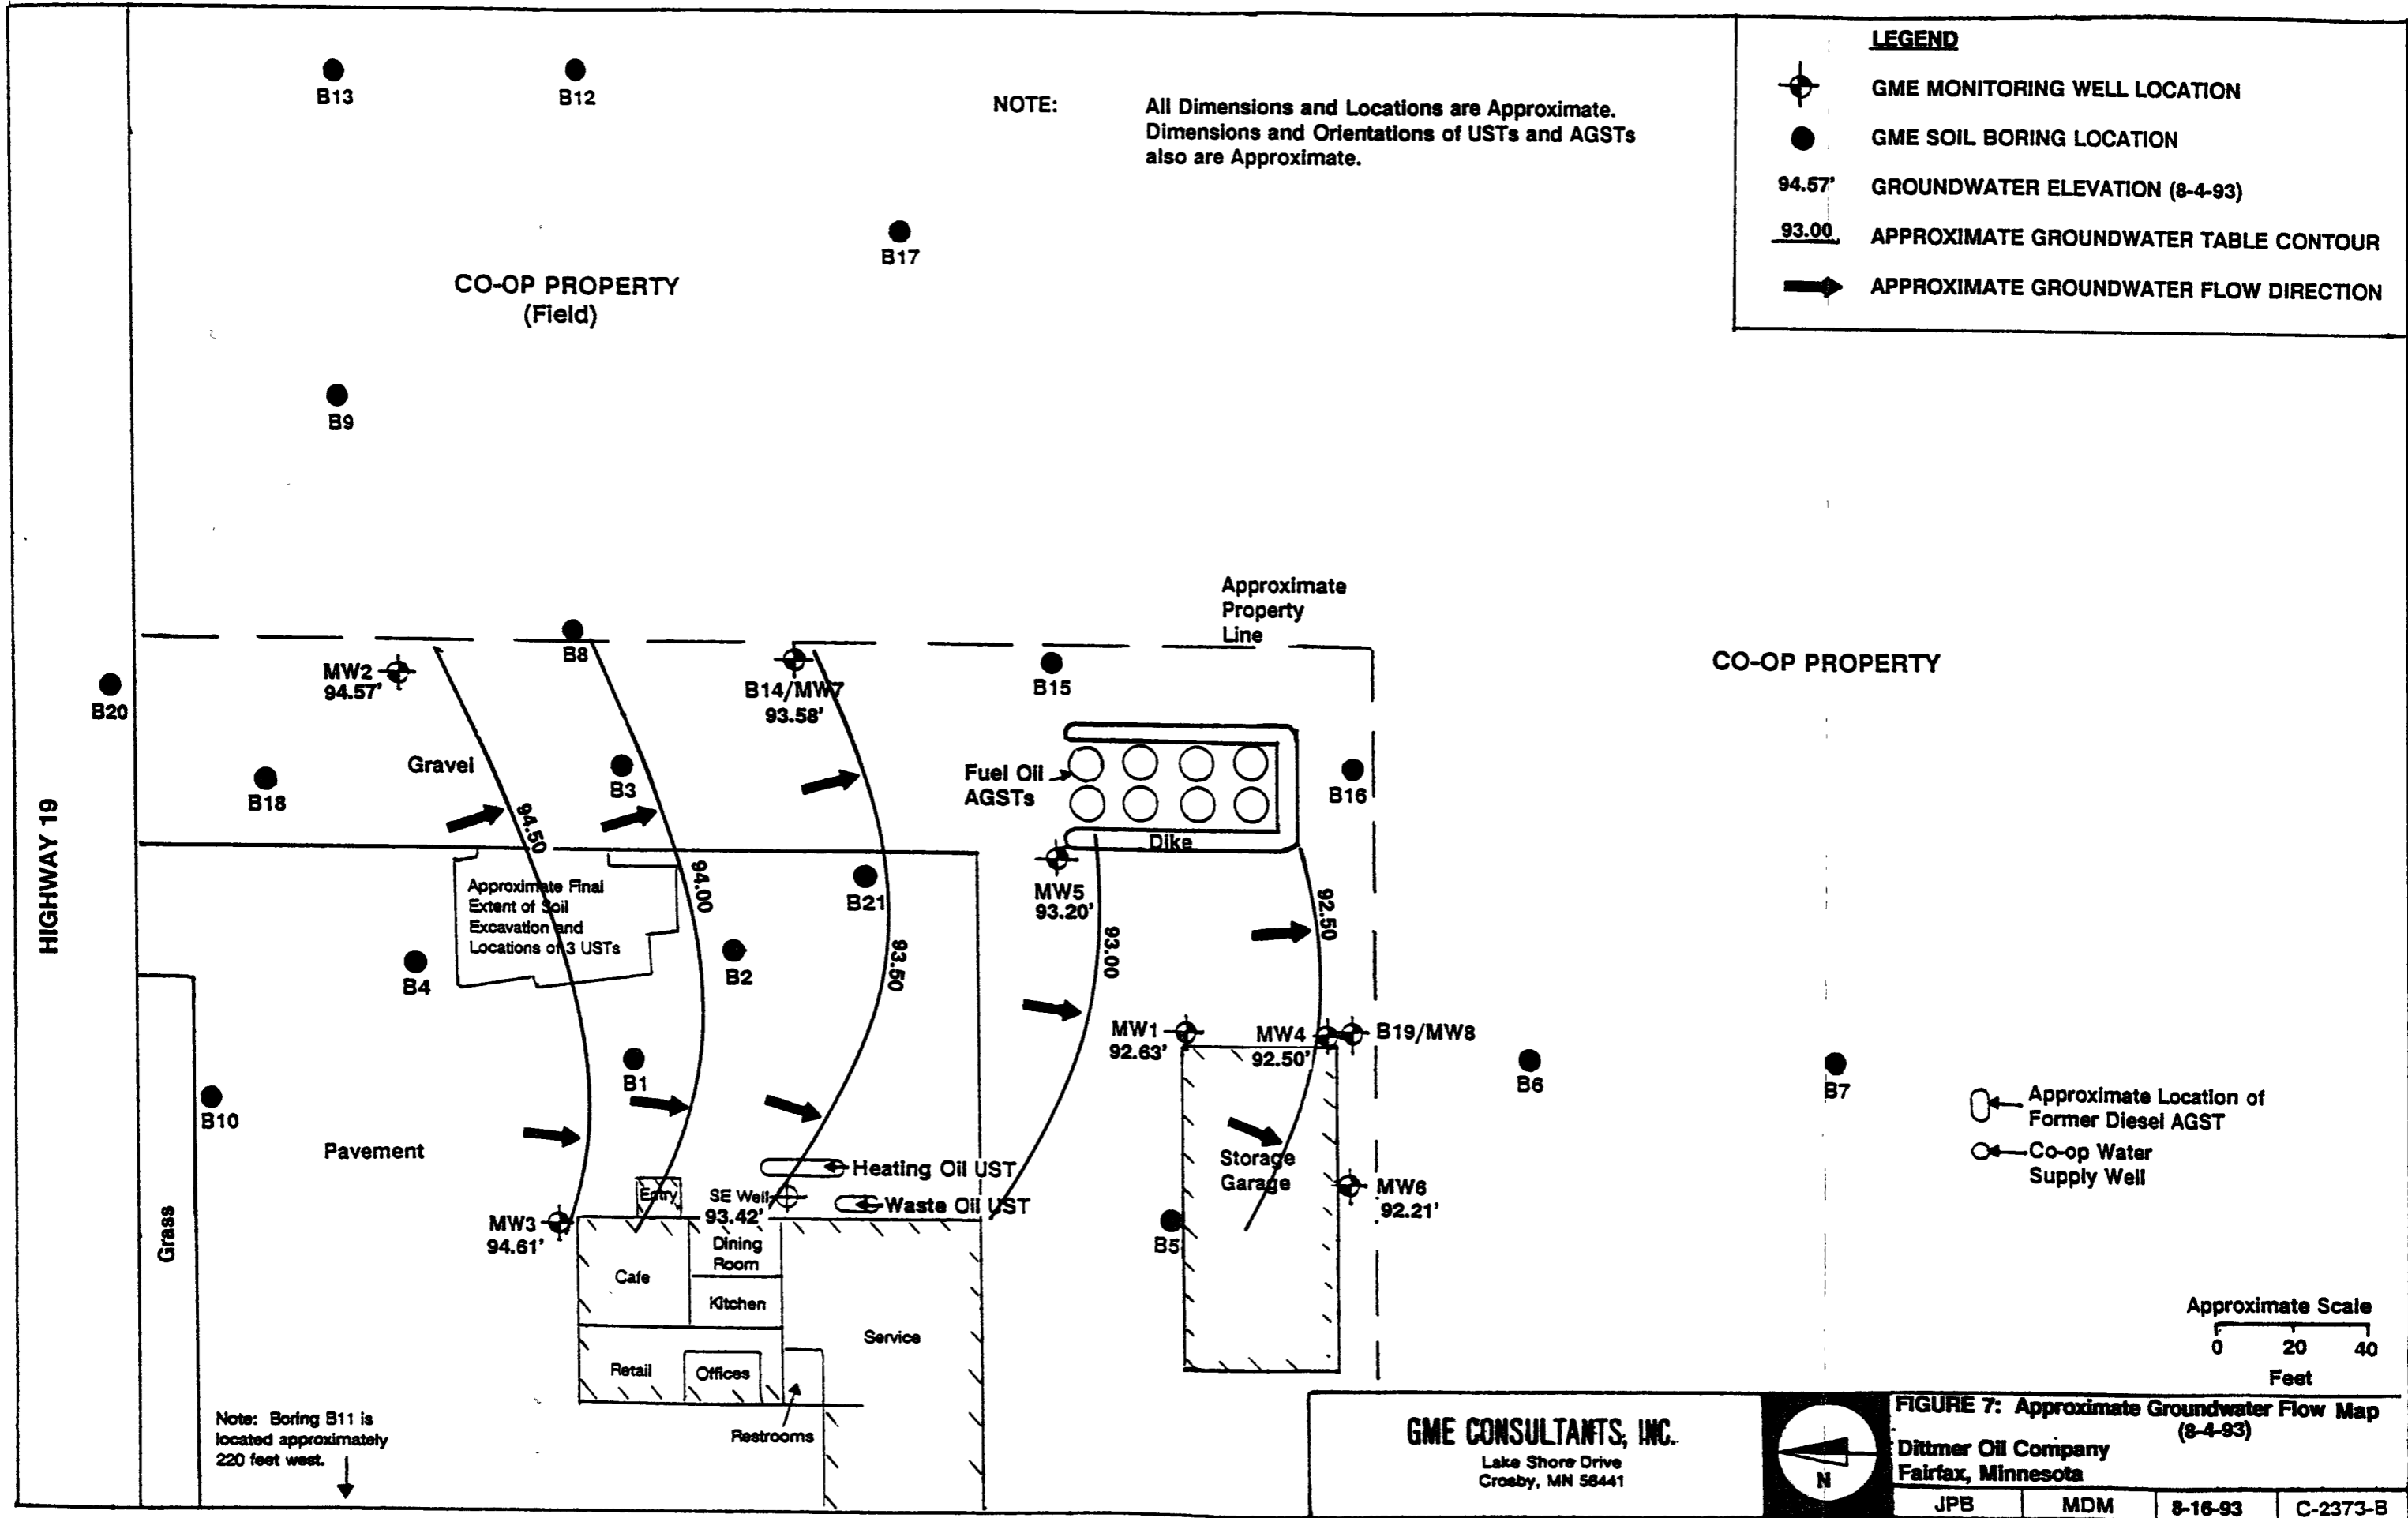 LEGEND
GME MONITORING WELL LOCATION
GME SOIL BORING LOCATION
94.57' GROUNDWATER ELEVATION (8-4-93)
93.00 APPROXIMATE GROUNDWATER TABLE CONTOUR
APPROXIMATE GROUNDWATER FLOW DIRECTION
NOTE: All Dimensions and Locations are Approximate.
Dimensions and Orientations of USTs and AGSTs
also are Approximate.
B13
B12
B17
CO-OP PROPERTY
(Field)
B9
Approximate
Property
Line
B8
MW2
94.57'
B14/MW7
93.58'
B15
CO-OP PROPERTY
B20
Gravel
B18
B3
Fuel Oil
AGSTs
B16
HIGHWAY 19
94.50
Dike
94.00
Approximate Final
Extent of Soil
Excavation and
Locations of 3 USTs
B21
MW5
93.20'
92.50
B4
B2
93.50
93.00
MW1
92.63'
MW4
92.50'
B19/MW8
B1
B6
B7
B10
Approximate Location of
Former Diesel AGST
Pavement
Co-op Water
Supply Well
Heating Oil UST
Storage
Garage
Entry
SE Well
93.42'
Waste Oil UST
MW6
92.21'
Grass
MW3
94.61'
B5
Dining
Room
Cafe
Kitchen
Service
Retail
Offices
Restrooms
Approximate Scale
0 20 40
Feet
Note: Boring B11 is
located approximately
220 feet west.
GME CONSULTANTS, INC.
Lake Shore Drive
Crosby, MN 56441
N
FIGURE 7: Approximate Groundwater Flow Map
(8-4-93)
Dittmer Oil Company
Fairfax, Minnesota
JPB MDM 8-16-93 C-2373-B